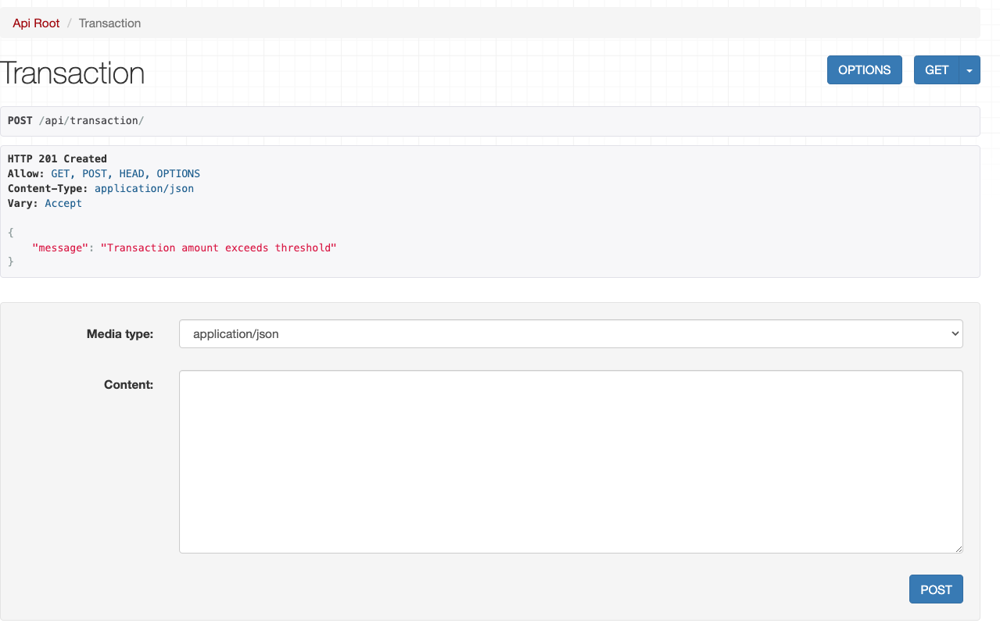 Api Root / Transaction
Transaction
OPTIONS GET
POST /api/transaction/
HTTP 201 Created
Allow: GET, POST, HEAD, OPTIONS
Content-Type: application/json
Vary: Accept
{
"message": "Transaction amount exceeds threshold"
}
Media type: application/json
Content:
POST